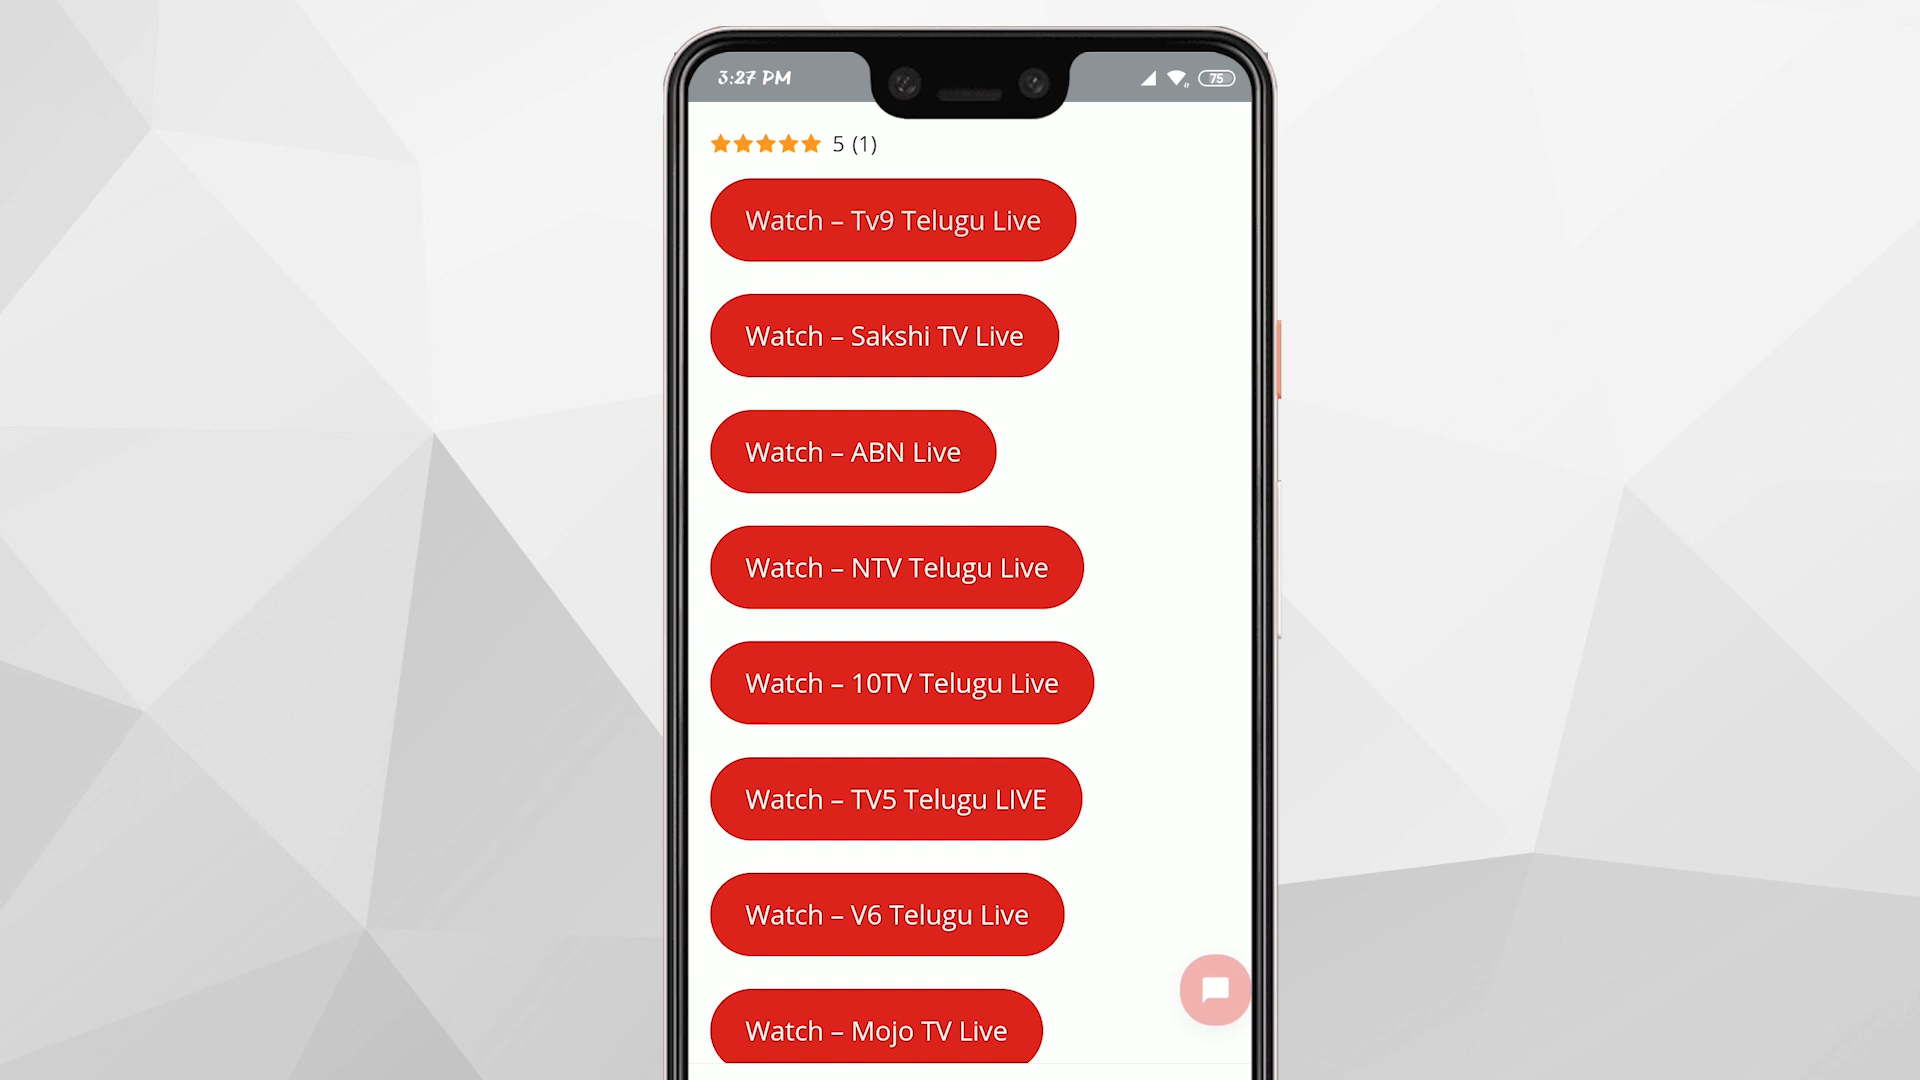 3:27 PM
75
5 (1)
Watch – Tv9 Telugu Live
Watch – Sakshi TV Live
Watch – ABN Live
Watch – NTV Telugu Live
Watch – 10TV Telugu Live
Watch – TV5 Telugu LIVE
Watch – V6 Telugu Live
Watch – Mojo TV Live